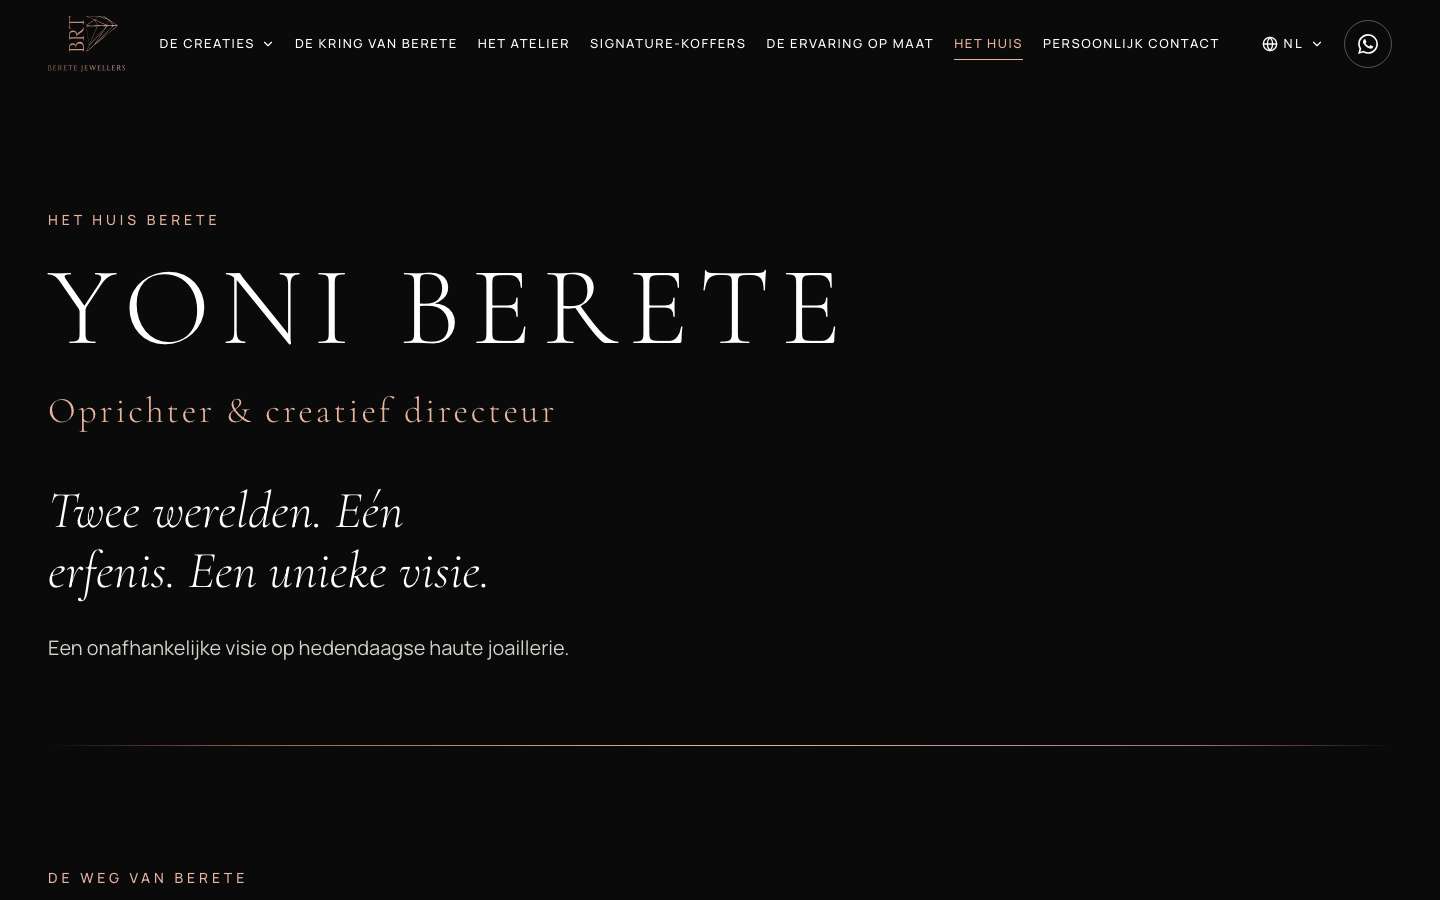 BRT
BERETE JEWELLERS
DE CREATIES
DE KRING VAN BERETE
HET ATELIER
SIGNATURE-KOFFERS
DE ERVARING OP MAAT
HET HUIS
PERSOONLIJK CONTACT
NL
HET HUIS BERETE
YONI BERETE
Oprichter & creatief directeur
Twee werelden. Eén
erfenis. Een unieke visie.
Een onafhankelijke visie op hedendaagse haute joaillerie.
DE WEG VAN BERETE